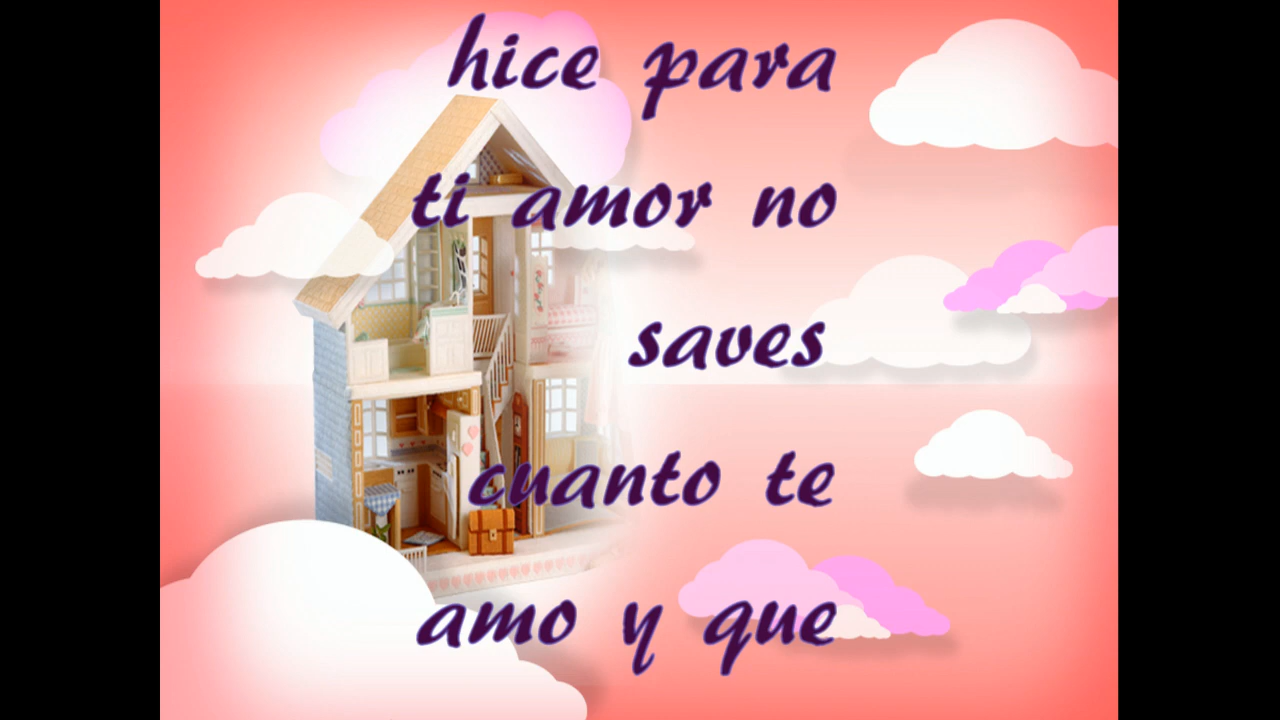 hice para
ti amor no
saves
cuanto te
amo y que